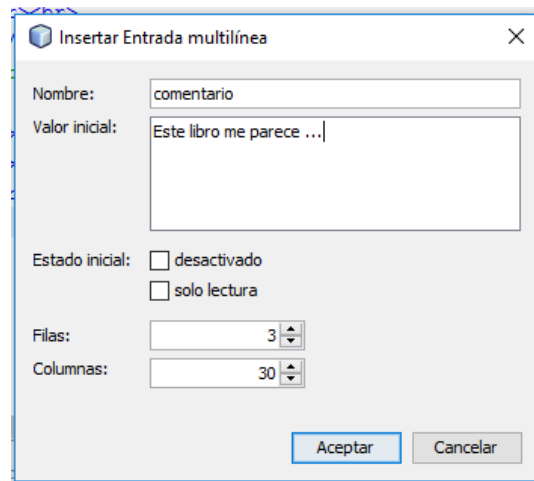 <br>
Insertar Entrada multilínea
Nombre: comentario
Valor inicial: Este libro me parece ...
Estado inicial: desactivado
solo lectura
Filas: 3
Columnas: 30
Aceptar Cancelar